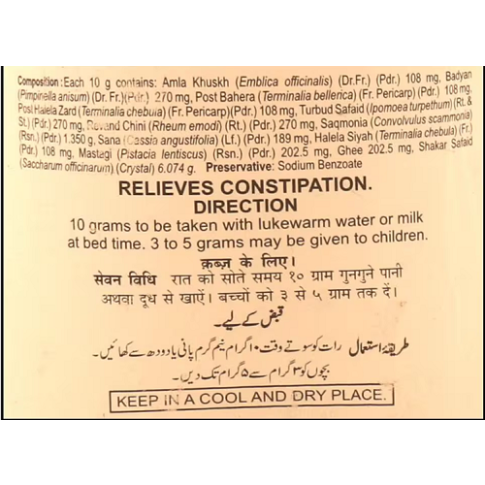 Composition: Each 10 g contains: Amla Khuskh (Emblica officinalis) (Dr.Fr.) (Pdr.) 108 mg, Badyan
(Pimpinella anisum) (Dr. Fr.)(Pdr.) 270 mg, Post Bahera (Terminalia bellerica) (Fr. Pericarp) (Pdr.) 108 mg,
Post Halela Zard (Terminalia chebula) (Fr. Pericarp)(Pdr.) 108 mg, Turbud Safaid (Ipomoea turpethum) (Rt. &
St.) (Pdr.) 270 mg, Revand Chini (Rheum emodi) (Rt.) (Pdr.) 270 mg, Saqmonia (Convolvulus scammonia)
(Rsn.) (Pdr.) 1.350 g, Sana (Cassia angustifolia) (Lf.) (Pdr.) 189 mg, Halela Siyah (Terminalia chebula) (Fr.)
(Pdr.) 108 mg, Mastagi (Pistacia lentiscus) (Rsn.) (Pdr.) 202.5 mg, Ghee 202.5 mg, Shakar Safaid
(Saccharum officinarum) (Crystal) 6.074 g. Preservative: Sodium Benzoate
RELIEVES CONSTIPATION.
DIRECTION
10 grams to be taken with lukewarm water or milk
at bed time. 3 to 5 grams may be given to children.
क़ब्ज़ के लिए।
सेवन विधि रात को सोते समय १० ग्राम गुनगुने पानी
अथवा दूध से खाऐं। बच्चों को ३ से ५ ग्राम तक दें।
قبض کے لیے۔
طریقۂ استعمال رات کو سوتے وقت ۱۰ گرام نیم گرم پانی یا دودھ سے کھائیں۔
بچوں کو ۳ گرام سے ۵ گرام تک دیں۔
KEEP IN A COOL AND DRY PLACE.